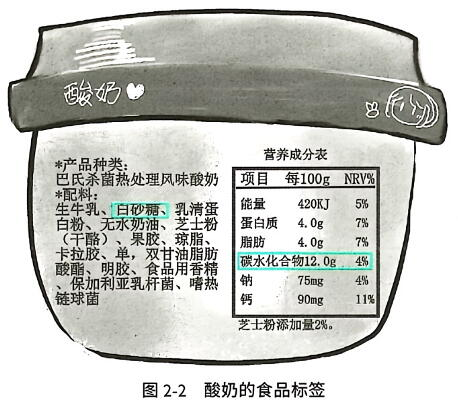 酸奶
*产品种类：
巴氏杀菌热处理风味酸奶
*配料：
生牛乳、白砂糖、乳清蛋
白粉、无水奶油、芝士粉
（干酪）、果胶、琼脂、
卡拉胶、单，双甘油脂肪
酸酯、明胶、食品用香精
、保加利亚乳杆菌、嗜热
链球菌
营养成分表
项目 每100g NRV%
能量 420KJ 5%
蛋白质 4.0g 7%
脂肪 4.0g 7%
碳水化合物12.0g 4%
钠 75mg 4%
钙 90mg 11%
芝士粉添加量2%。
图 2-2 酸奶的食品标签